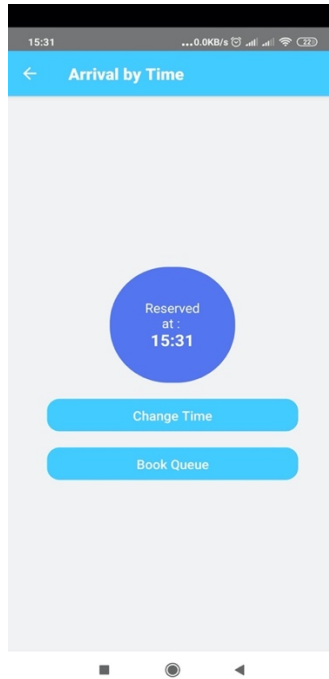 15:31 ...0.0KB/s 22
Arrival by Time
Reserved
at :
15:31
Change Time
Book Queue